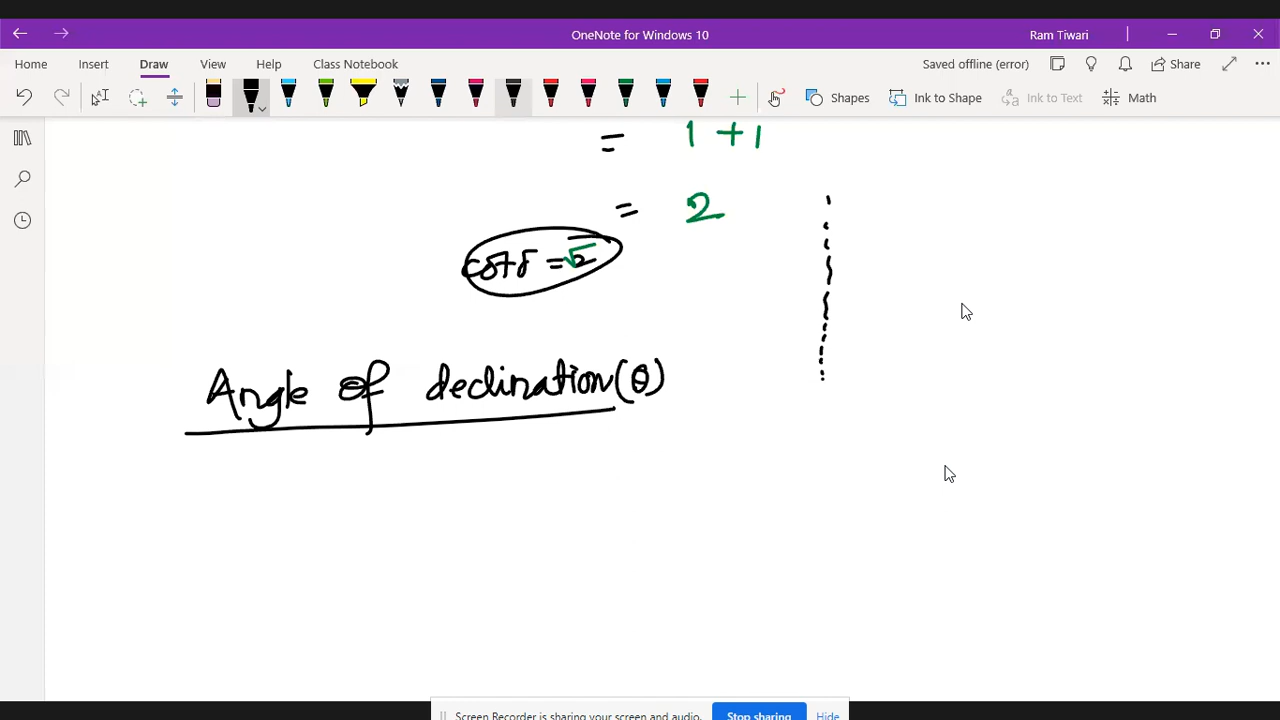 OneNote for Windows 10
Ram Tiwari
Home Insert Draw View Help Class Notebook
Saved offline (error) Share
Shapes Ink to Shape Ink to Text Math
= 1 + 1
= 2
cotδ = √2
Angle of declination (θ)
Screen Recorder is sharing your screen and audio. Stop sharing Hide